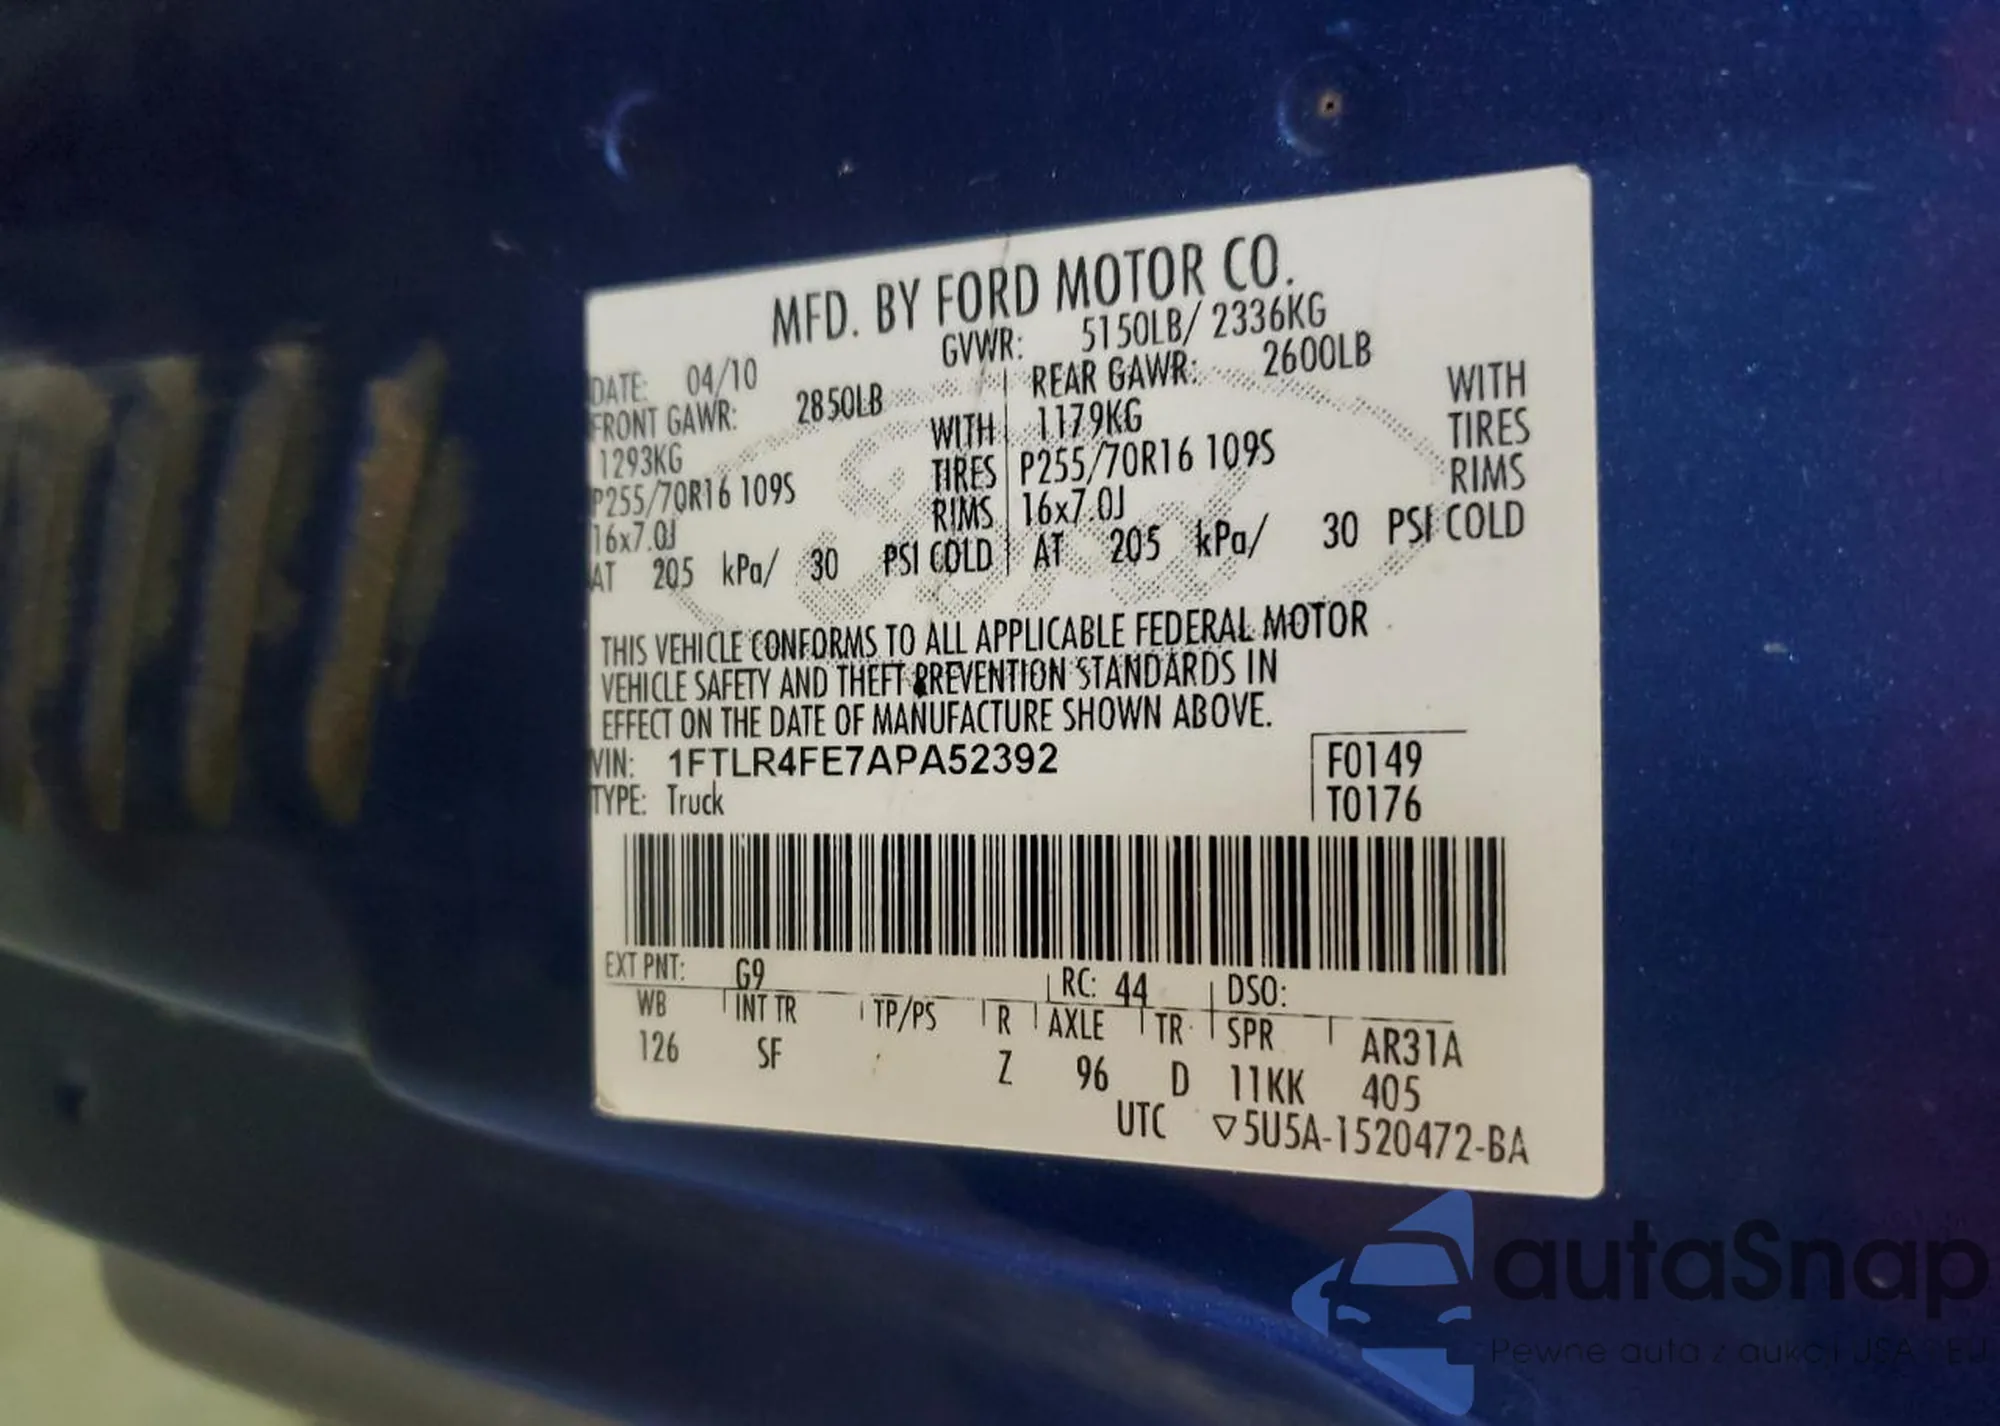 MFD. BY FORD MOTOR CO.
DATE: 04/10 GVWR: 5150LB/ 2336KG
FRONT GAWR: 2850LB REAR GAWR: 2600LB
1293KG WITH 1179KG WITH
P255/70R16 109S TIRES P255/70R16 109S TIRES
16x7.0J RIMS 16x7.0J RIMS
AT 205 kPa/ 30 PSI COLD AT 205 kPa/ 30 PSI COLD
THIS VEHICLE CONFORMS TO ALL APPLICABLE FEDERAL MOTOR
VEHICLE SAFETY AND THEFT PREVENTION STANDARDS IN
EFFECT ON THE DATE OF MANUFACTURE SHOWN ABOVE.
VIN: 1FTLR4FE7APA52392 F0149
TYPE: Truck T0176
EXT PNT: G9 RC: 44 DSO:
WB INT TR TP/PS R AXLE TR SPR AR31A
126 SF Z 96 D 11KK 405
UTC ▽5U5A-1520472-BA
autaSnap
Pewne auta z aukcji USA